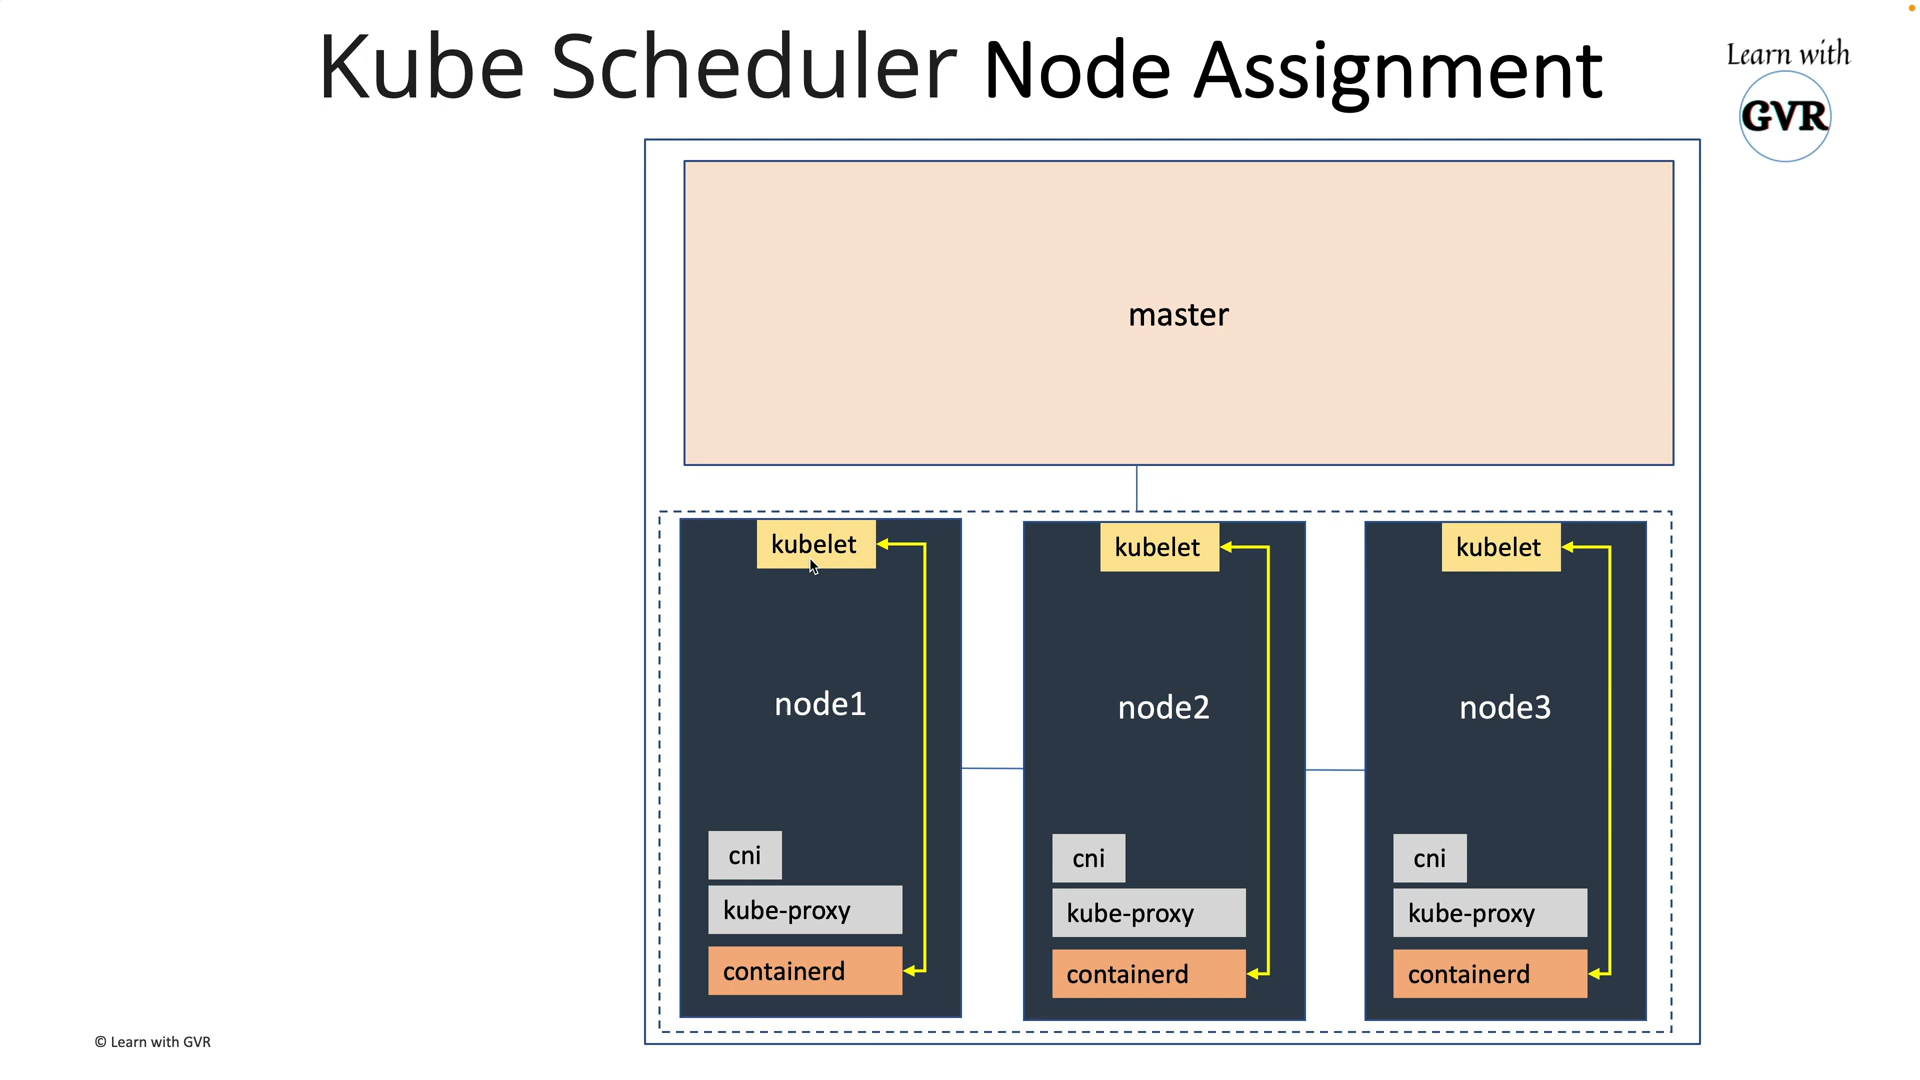 Kube Scheduler Node Assignment
Learn with
GVR
master
kubelet
kubelet
kubelet
node1
node2
node3
cni
cni
cni
kube-proxy
kube-proxy
kube-proxy
containerd
containerd
containerd
© Learn with GVR